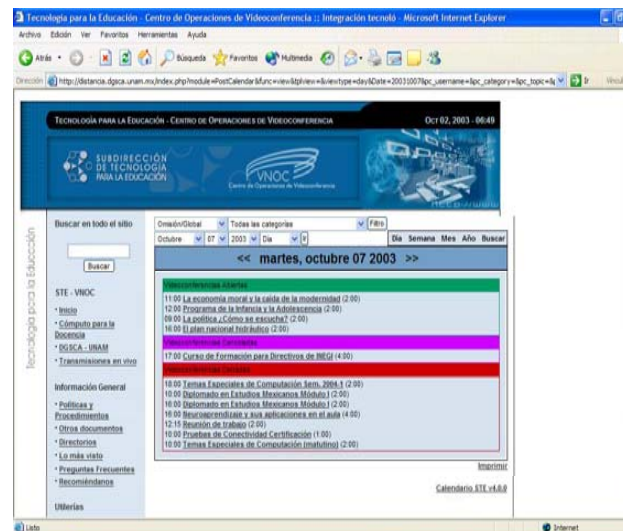 Tecnología para la Educación - Centro de Operaciones de Videoconferencia :: Integración tecnoló - Microsoft Internet Explorer
Archivo Edición Ver Favoritos Herramientas Ayuda
Atrás Búsqueda Favoritos Multimedia
Dirección http://distancia.dgsca.unam.mx/index.php?module=PostCalendar&func=view&tplview=&viewtype=day&Date=20031007&pc_username=&pc_category=&pc_topic=& Ir
TECNOLOGÍA PARA LA EDUCACIÓN - CENTRO DE OPERACIONES DE VIDEOCONFERENCIA Oct 02, 2003 - 06:49
SUBDIRECCIÓN
DE TECNOLOGÍA
PARA LA EDUCACIÓN
VNOC
Centro de Operaciones de Videoconferencia
Tecnología para la Educación
Buscar en todo el sitio
Buscar
STE - VNOC
· Inicio
· Cómputo para la
Docencia
· DGSCA - UNAM
· Transmisiones en vivo
Información General
· Políticas y
Procedimientos
· Otros documentos
· Directorios
· Lo más visto
· Preguntas Frecuentes
· Recomiéndanos
Utilerías
Omisión/Global Todas las categorías Filtro
Octubre 07 2003 Dia Ir Dia Semana Mes Año Buscar
<< martes, octubre 07 2003 >>
Videoconferencias Abiertas
11:00 La economía moral y la caída de la modernidad (2:00)
12:00 Programa de la Infancia y la Adolescencia (2:00)
09:00 La política ¿Cómo se escucha? (2:00)
16:00 El plan nacional hidráulico (2:00)
Videoconferencias Canceladas
17:00 Curso de Formación para Directivos de INEGI (4:00)
Videoconferencias Cerradas
18:00 Temas Especiales de Computación Sem. 2004-1 (2:00)
10:00 Diplomado en Estudios Mexicanos Módulo I (2:00)
16:00 Diplomado en Estudios Mexicanos Módulo I (2:00)
16:00 Neuroaprendizaje y sus aplicaciones en el aula (4:00)
12:15 Reunión de trabajo (2:00)
10:00 Pruebas de Conectividad Certificación (1:00)
10:00 Temas Especiales de Computación (matutino) (2:00)
Imprimir
Calendario STE v4.0.0
Listo Internet